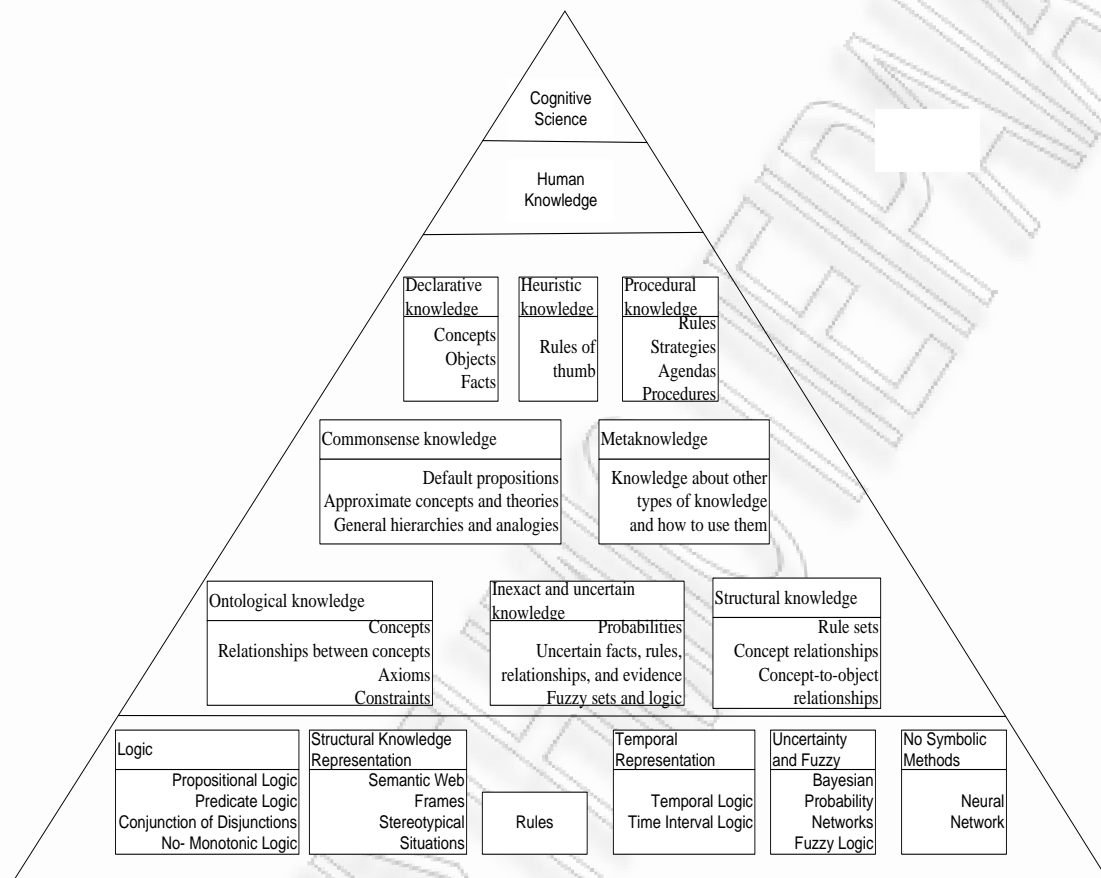 Cognitive
Science
Human
Knowledge
Declarative
knowledge
Concepts
Objects
Facts
Heuristic
knowledge
Rules of
thumb
Procedural
knowledge
Rules
Strategies
Agendas
Procedures
Commonsense knowledge
Default propositions
Approximate concepts and theories
General hierarchies and analogies
Metaknowledge
Knowledge about other
types of knowledge
and how to use them
Ontological knowledge
Concepts
Relationships between concepts
Axioms
Constraints
Inexact and uncertain
knowledge
Probabilities
Uncertain facts, rules,
relationships, and evidence
Fuzzy sets and logic
Structural knowledge
Rule sets
Concept relationships
Concept-to-object
relationships
Logic
Propositional Logic
Predicate Logic
Conjunction of Disjunctions
No- Monotonic Logic
Structural Knowledge
Representation
Semantic Web
Frames
Stereotypical
Situations
Rules
Temporal
Representation
Temporal Logic
Time Interval Logic
Uncertainty
and Fuzzy
Bayesian
Probability
Networks
Fuzzy Logic
No Symbolic
Methods
Neural
Network